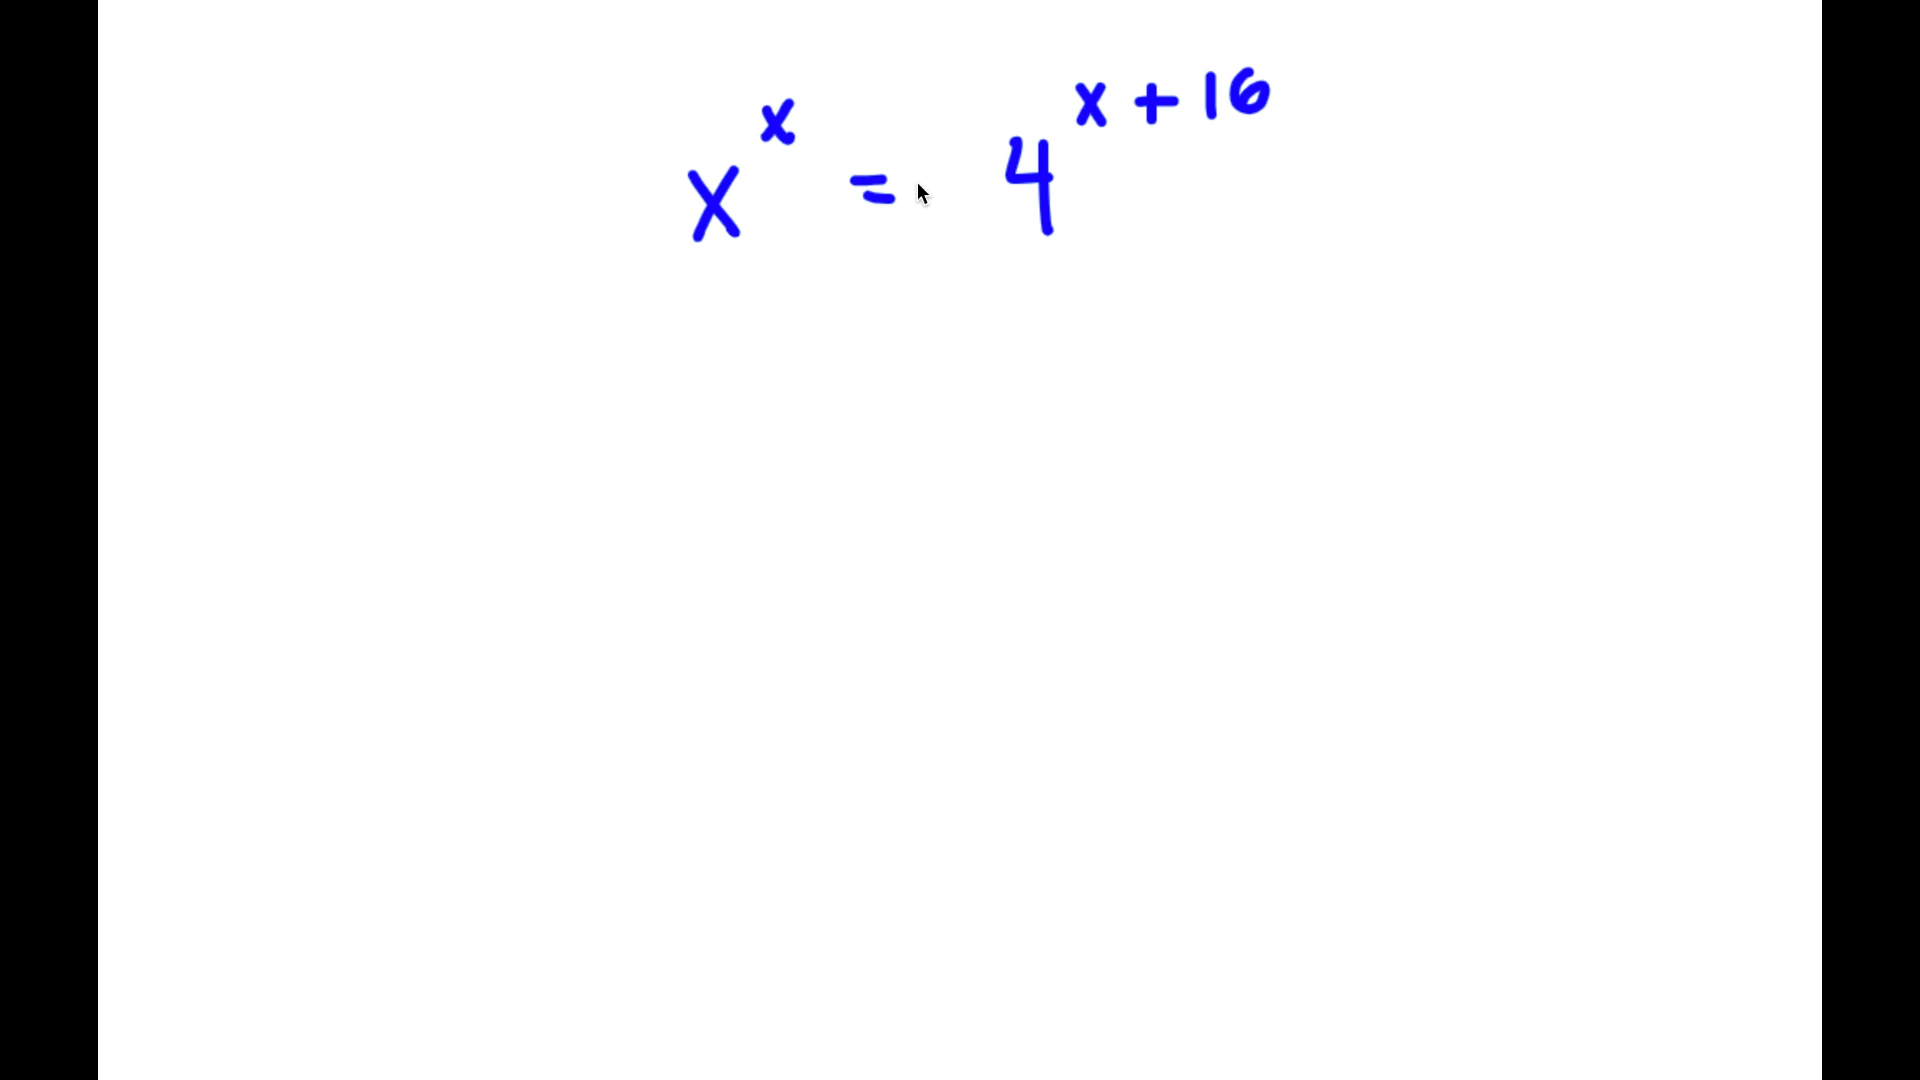 x^x = 4^(x + 16)